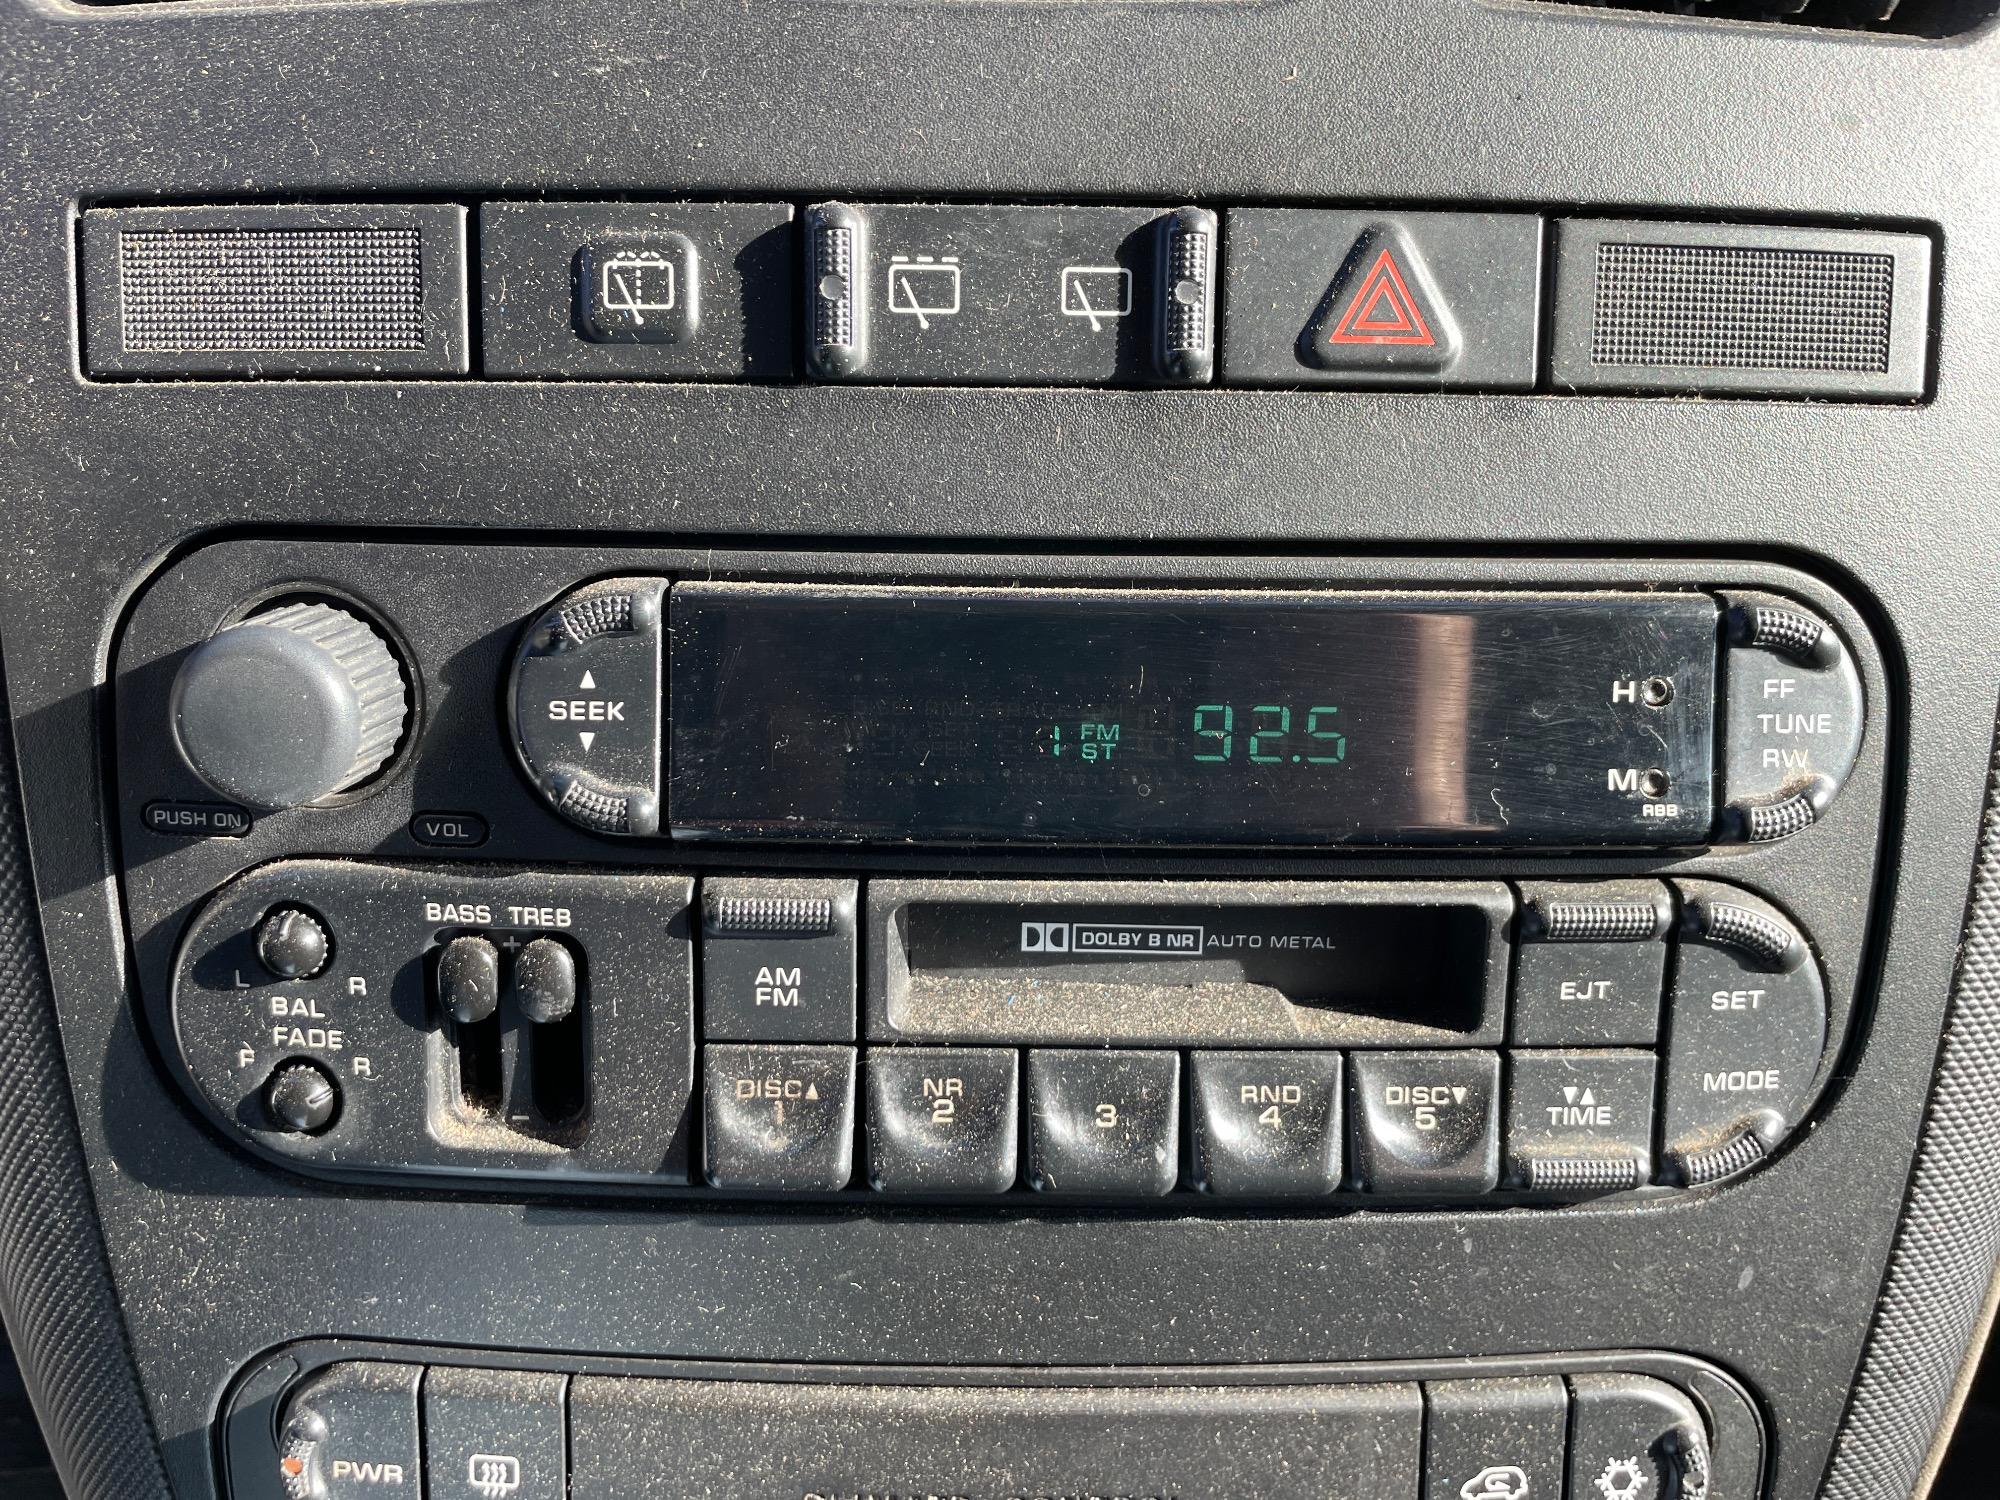 SEEK
1 FM 92.5
ST
H
M
RBB
FF
TUNE
RW
PUSH ON
VOL
BASS TREB
+
−
L R
BAL
FADE
F R
AM
FM
DOLBY B NR AUTO METAL
EJT
SET
MODE
DISC▲
1
NR
2
3
RND
4
DISC▼
5
▼▲
TIME
PWR